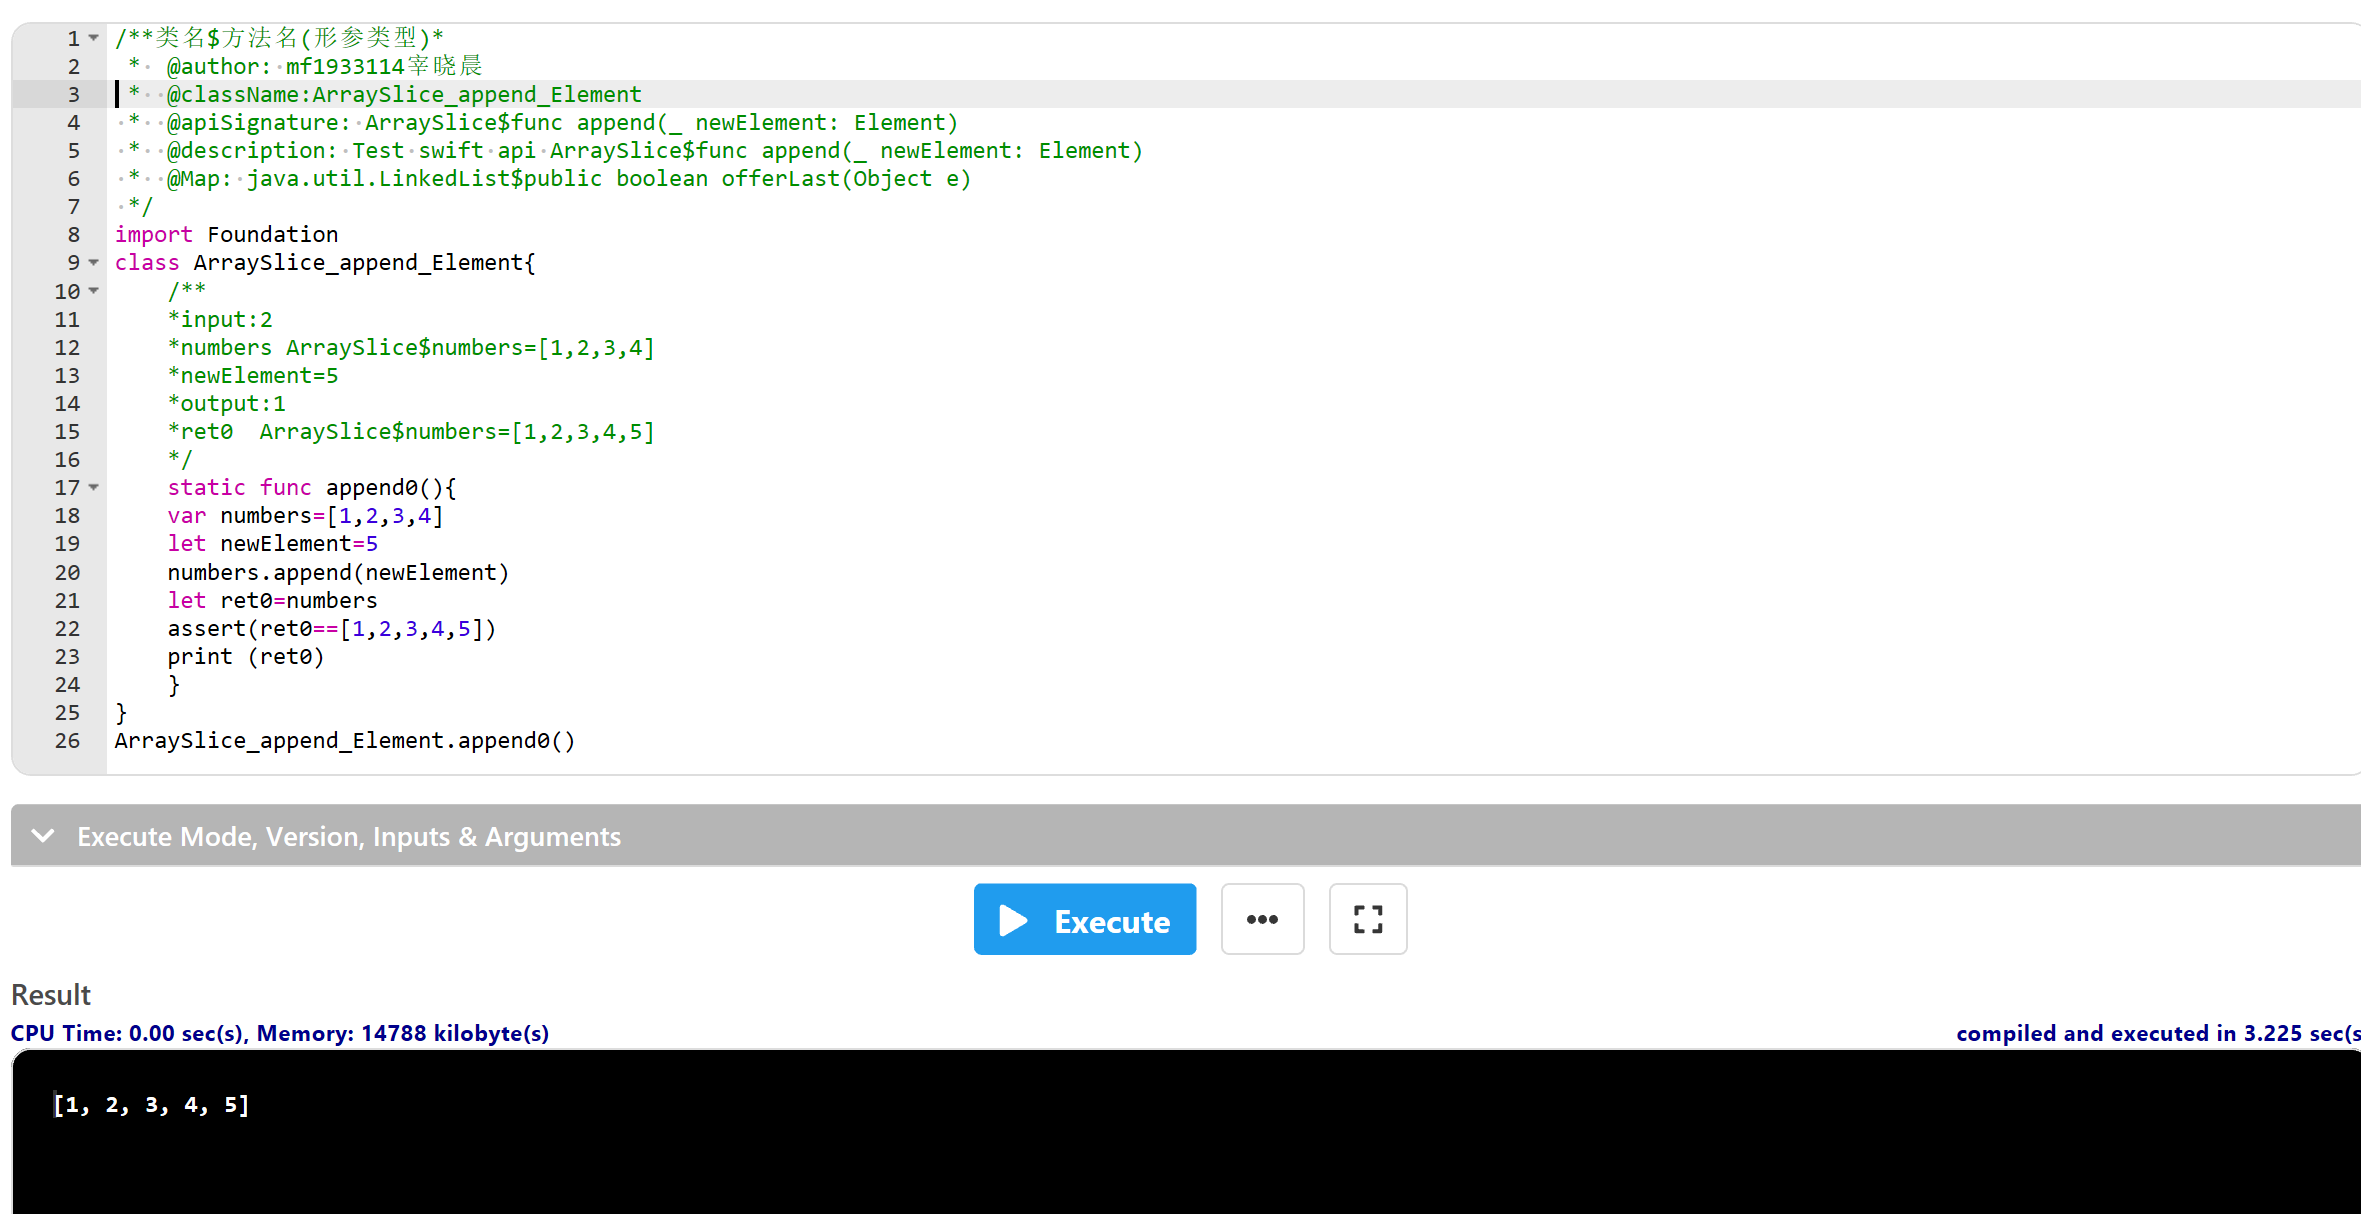 1 /**类名$方法名(形参类型)*
2 * @author: mf1933114宰晓晨
3 * @className:ArraySlice_append_Element
4 * @apiSignature: ArraySlice$func append(_ newElement: Element)
5 * @description: Test swift api ArraySlice$func append(_ newElement: Element)
6 * @Map: java.util.LinkedList$public boolean offerLast(Object e)
7 */
8 import Foundation
9 class ArraySlice_append_Element{
10 /**
11 *input:2
12 *numbers ArraySlice$numbers=[1,2,3,4]
13 *newElement=5
14 *output:1
15 *ret0  ArraySlice$numbers=[1,2,3,4,5]
16 */
17 static func append0(){
18 var numbers=[1,2,3,4]
19 let newElement=5
20 numbers.append(newElement)
21 let ret0=numbers
22 assert(ret0==[1,2,3,4,5])
23 print (ret0)
24 }
25 }
26 ArraySlice_append_Element.append0()
Execute Mode, Version, Inputs & Arguments
Execute
Result
CPU Time: 0.00 sec(s), Memory: 14788 kilobyte(s)
compiled and executed in 3.225 sec(s
[1, 2, 3, 4, 5]